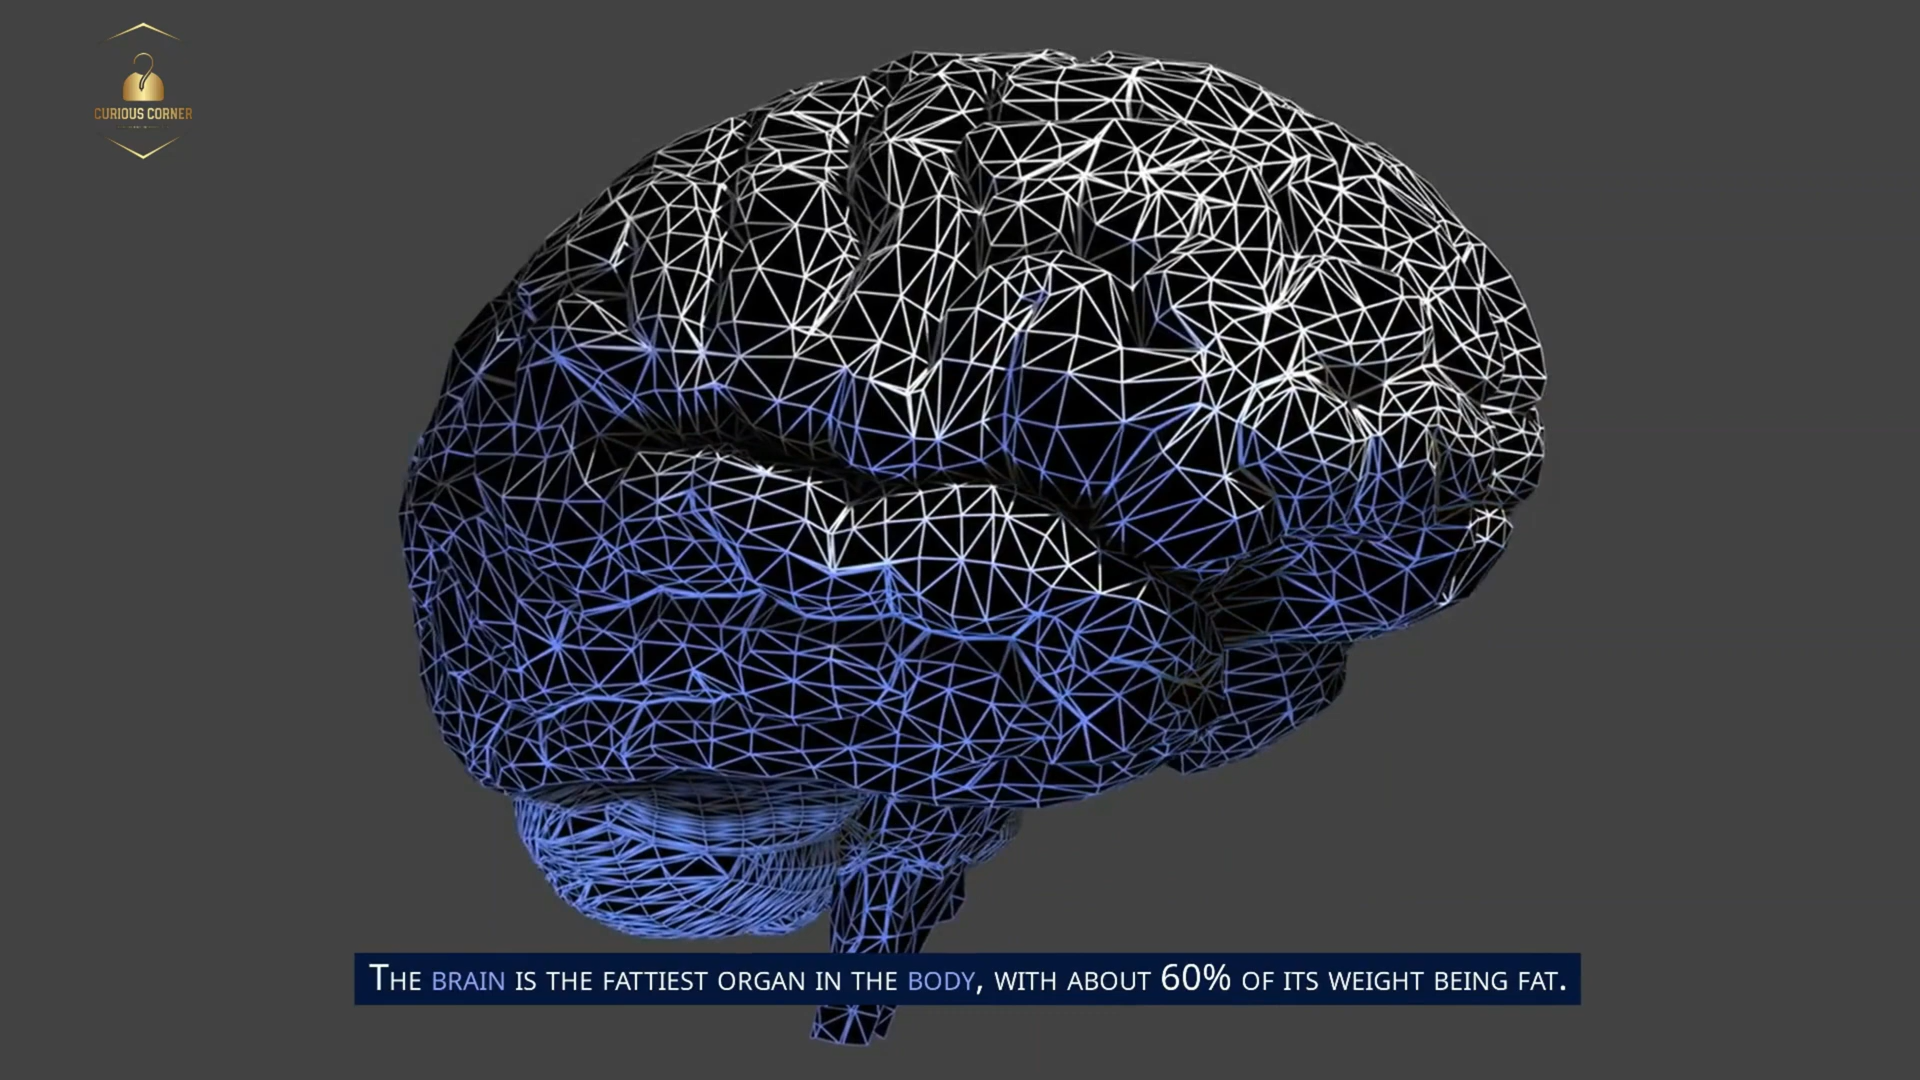 CURIOUS CORNER
THE BRAIN IS THE FATTIEST ORGAN IN THE BODY, WITH ABOUT 60% OF ITS WEIGHT BEING FAT.